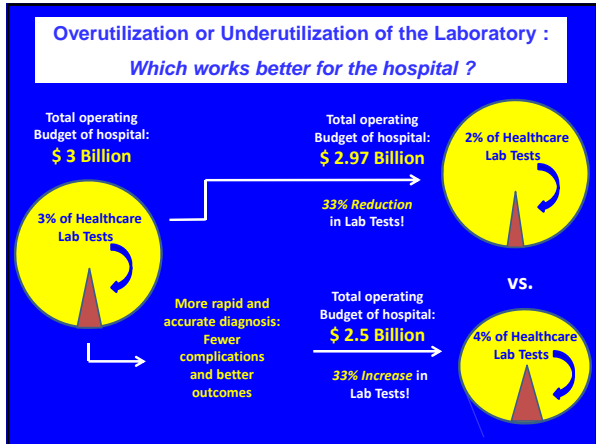 Overutilization or Underutilization of the Laboratory :
Which works better for the hospital ?
Total operating
Budget of hospital:
$ 3 Billion
3% of Healthcare
Lab Tests
Total operating
Budget of hospital:
$ 2.97 Billion
33% Reduction
in Lab Tests!
2% of Healthcare
Lab Tests
vs.
More rapid and
accurate diagnosis:
Fewer
complications
and better
outcomes
Total operating
Budget of hospital:
$ 2.5 Billion
33% Increase in
Lab Tests!
4% of Healthcare
Lab Tests